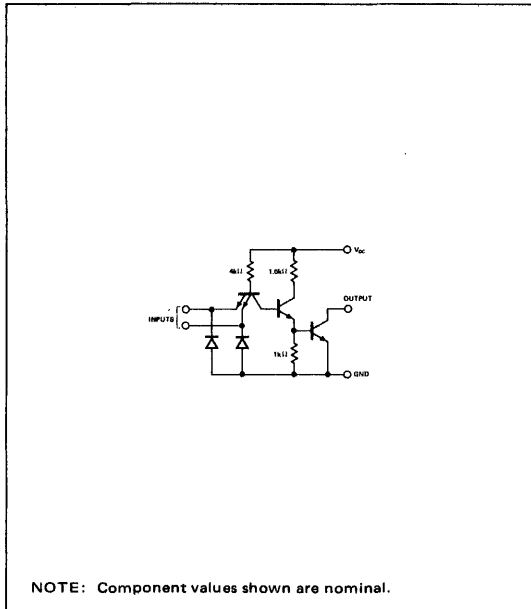 4kΩ
1.6kΩ
VCC
OUTPUT
INPUTS
1kΩ
GND
NOTE: Component values shown are nominal.